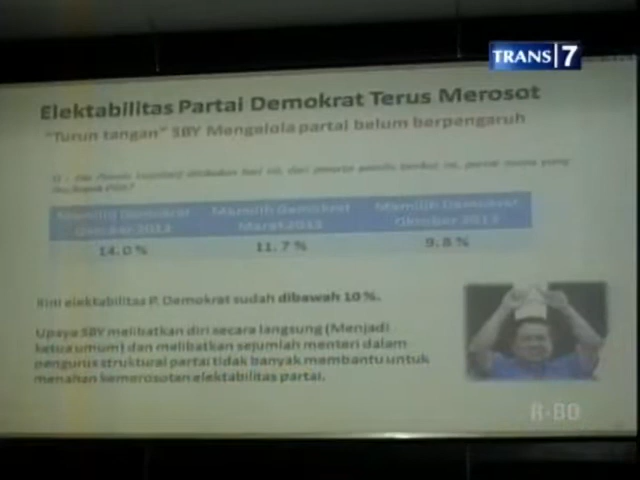 TRANS 7
Elektabilitas Partai Demokrat Terus Merosot
"Turun tangan" SBY Mengelola partai belum berpengaruh
Memilih Demokrat Memilih Demokrat Memilih Demokrat
Oktober 2012 Maret 2013 Oktober 2013
14.0 % 11.7 % 9.8 %
Kini elektabilitas P. Demokrat sudah dibawah 10 %.
Upaya SBY melibatkan diri secara langsung (Menjadi
ketua umum) dan melibatkan sejumlah menteri dalam
pengurus struktural partai tidak banyak membantu untuk
menahan kemerosotan elektabilitas partai.
R-BO